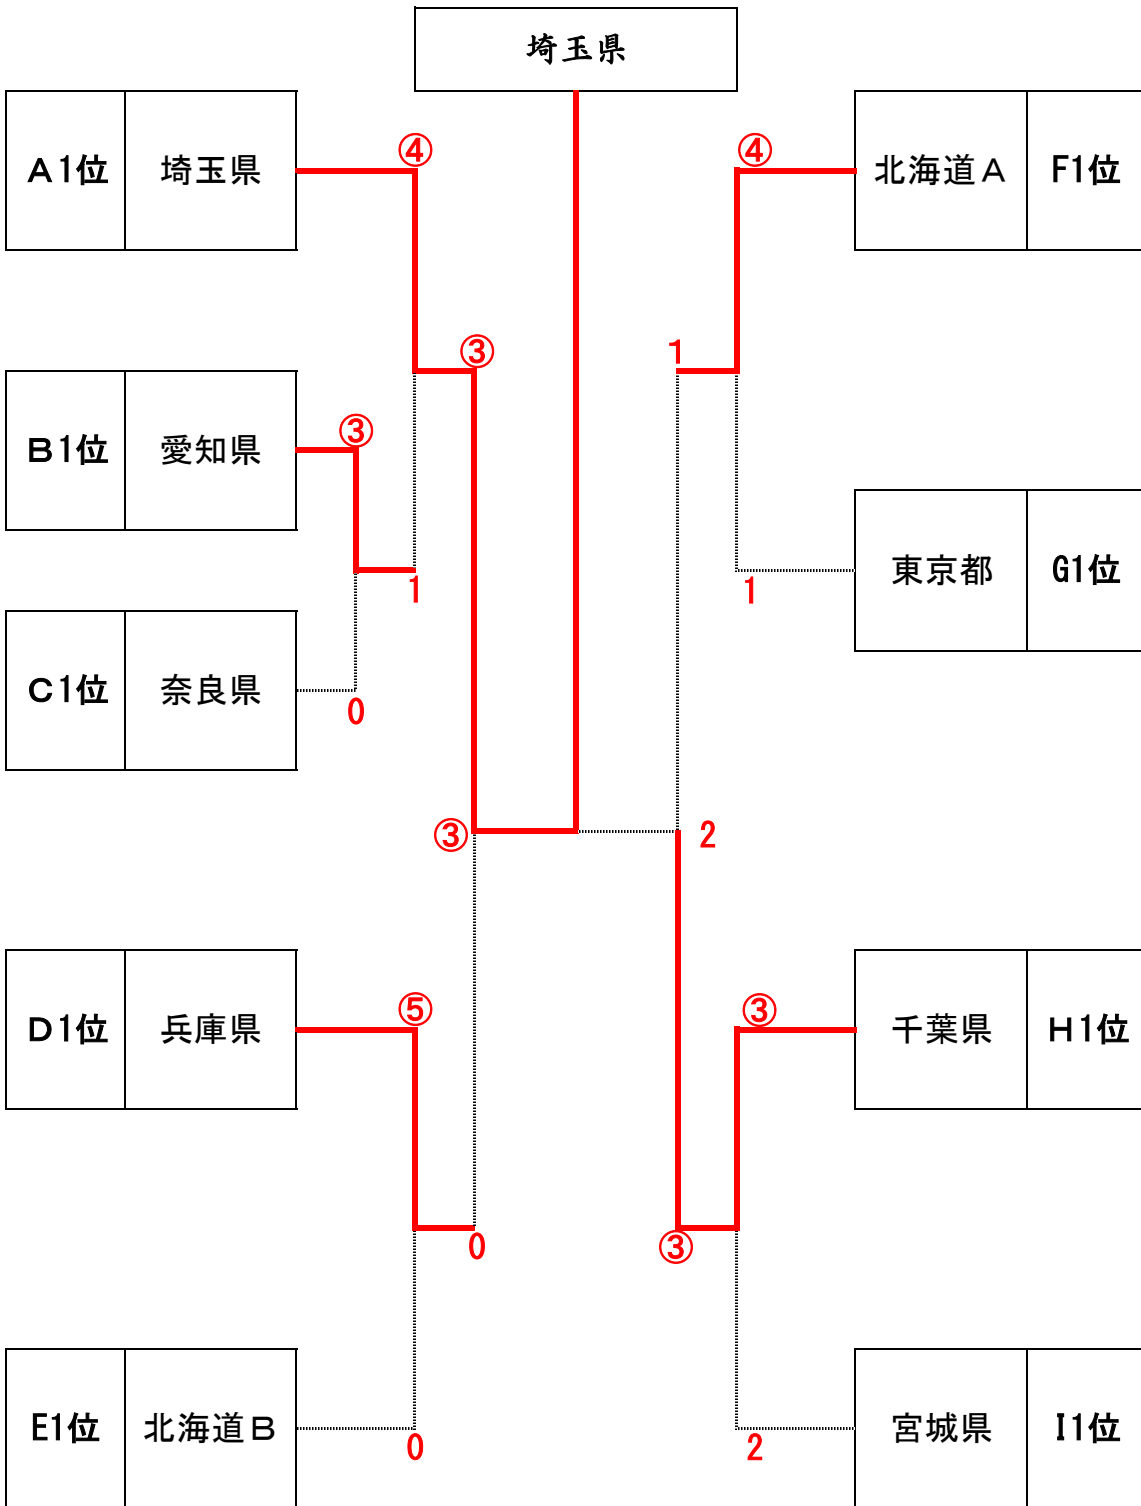 埼玉県
A1位 埼玉県 ④ ④ 北海道A F1位
③ 1
B1位 愛知県 ③
1 東京都 G1位 1
C1位 奈良県 0
③ 2
D1位 兵庫県 ⑤ ③ 千葉県 H1位
0 ③
E1位 北海道B 0 2 宮城県 I1位